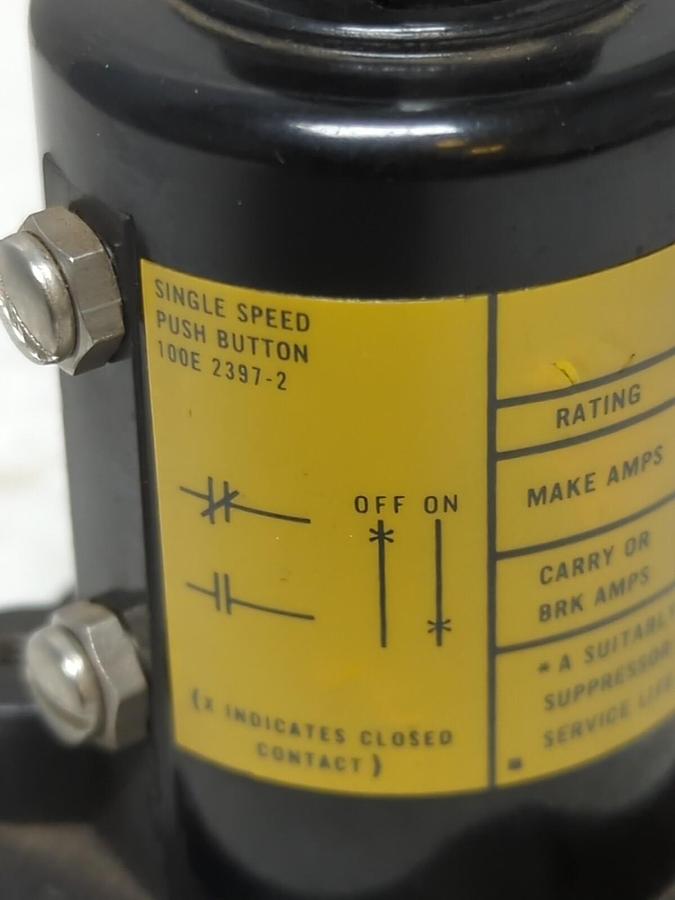 SINGLE SPEED
PUSH BUTTON
100E 2397-2
OFF ON
(X INDICATES CLOSED
CONTACT)
RATING
MAKE AMPS
CARRY OR
BRK AMPS
* A SUITABLY
SUPPRESSOR
SERVICE LIFE